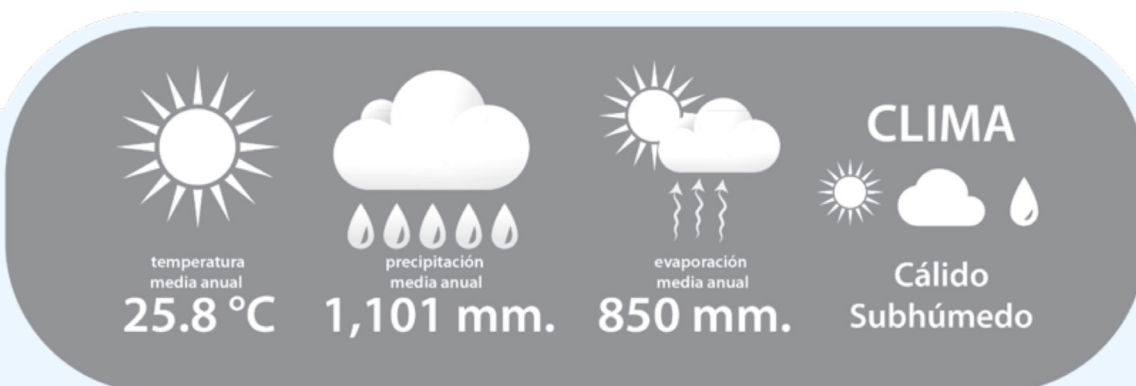 temperatura
media anual
25.8 °C
precipitación
media anual
1,101 mm.
evaporación
media anual
850 mm.
CLIMA
Cálido
Subhúmedo